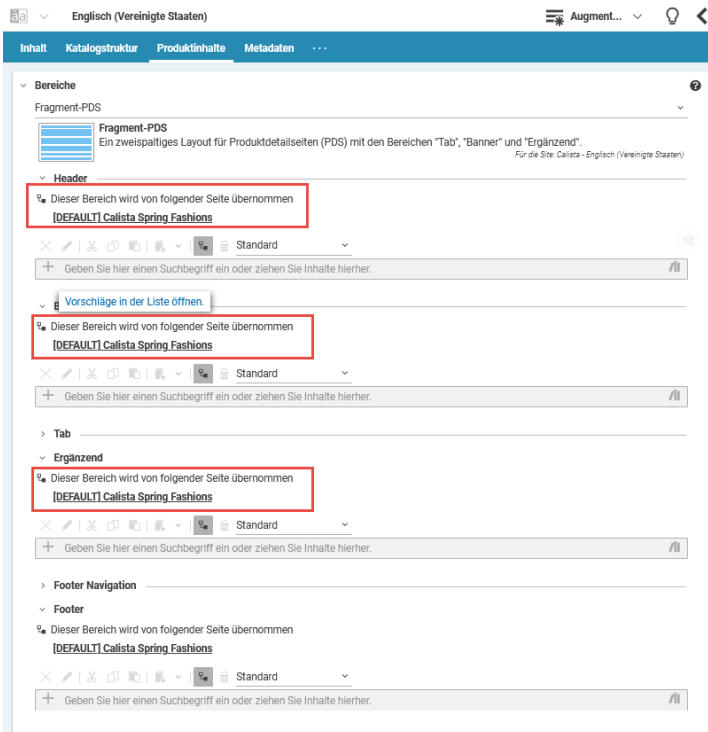 Englisch (Vereinigte Staaten)
Augment...
Inhalt Katalogstruktur Produktinhalte Metadaten ...
Bereiche
Fragment-PDS
Fragment-PDS
Ein zweispaltiges Layout für Produktdetailseiten (PDS) mit den Bereichen "Tab", "Banner" und "Ergänzend".
Für die Site: Calista - Englisch (Vereinigte Staaten)
Header
Dieser Bereich wird von folgender Seite übernommen
[DEFAULT] Calista Spring Fashions
Standard
Geben Sie hier einen Suchbegriff ein oder ziehen Sie Inhalte hierher.
Vorschläge in der Liste öffnen.
Dieser Bereich wird von folgender Seite übernommen
[DEFAULT] Calista Spring Fashions
Standard
Geben Sie hier einen Suchbegriff ein oder ziehen Sie Inhalte hierher.
Tab
Ergänzend
Dieser Bereich wird von folgender Seite übernommen
[DEFAULT] Calista Spring Fashions
Standard
Geben Sie hier einen Suchbegriff ein oder ziehen Sie Inhalte hierher.
Footer Navigation
Footer
Dieser Bereich wird von folgender Seite übernommen
[DEFAULT] Calista Spring Fashions
Standard
Geben Sie hier einen Suchbegriff ein oder ziehen Sie Inhalte hierher.